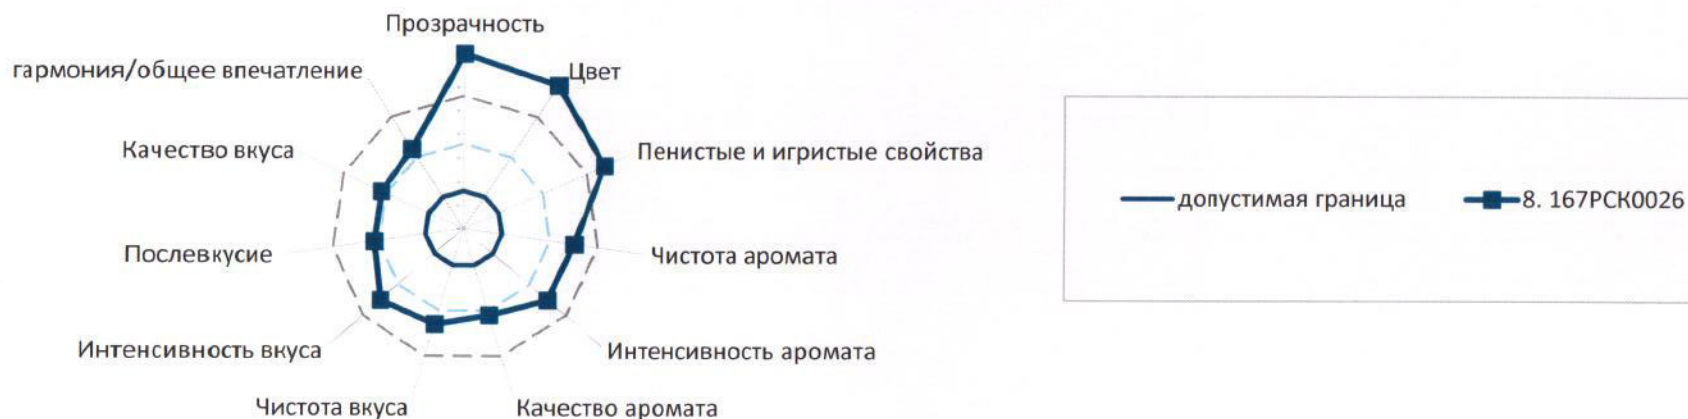 Прозрачность
гармония/общее впечатление
Цвет
Качество вкуса
Пенистые и игристые свойства
Послевкусие
Чистота аромата
Интенсивность вкуса
Интенсивность аромата
Чистота вкуса
Качество аромата
допустимая граница
8. 167РСК0026